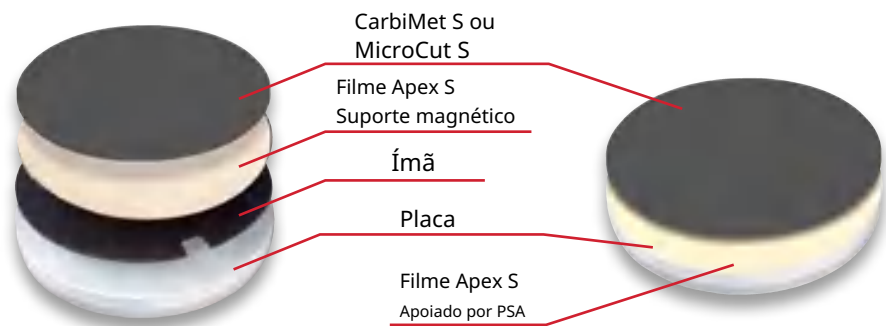 CarbiMet S ou
MicroCut S
Filme Apex S
Suporte magnético
Ímã
Placa
Filme Apex S
Apoiado por PSA